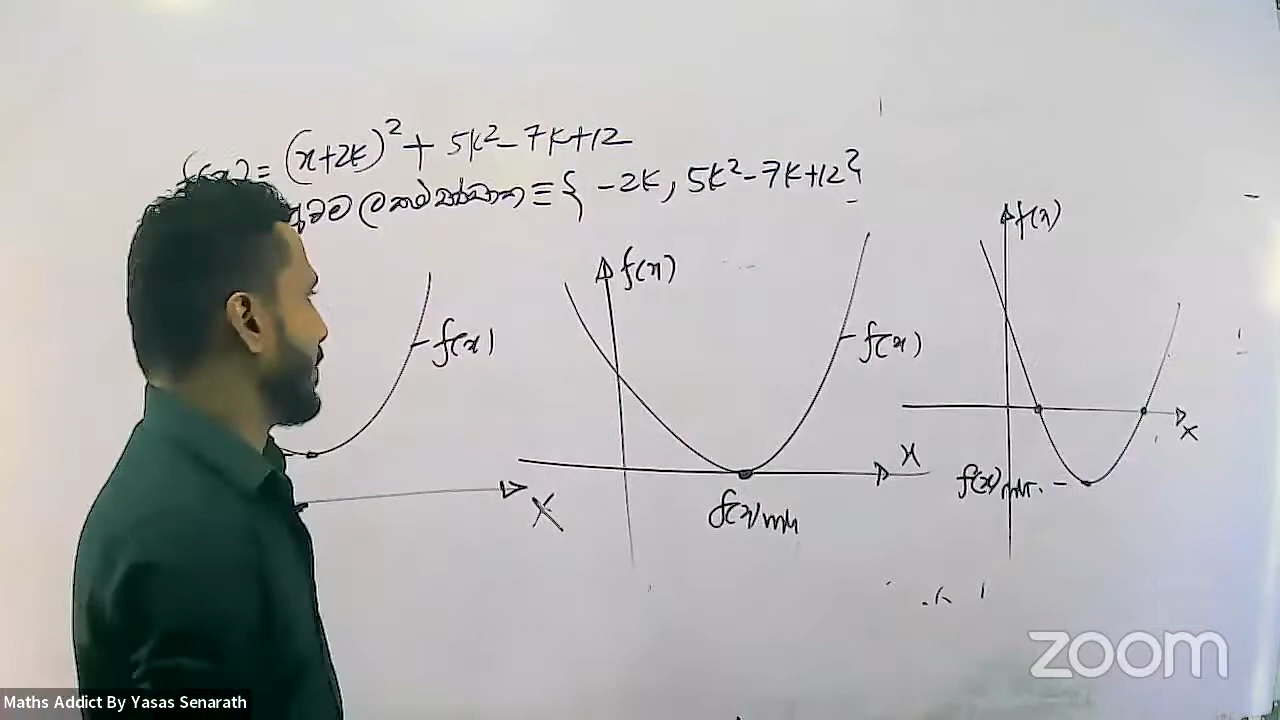 f(x) = (x+2k)² + 5k² - 7k + 12
≡ { -2k, 5k² - 7k + 12 }
f(x)
f(x)
f(x)
f(x)
x
x
x
f(x)min
f(x)min.
zoom
Maths Addict By Yasas Senarath